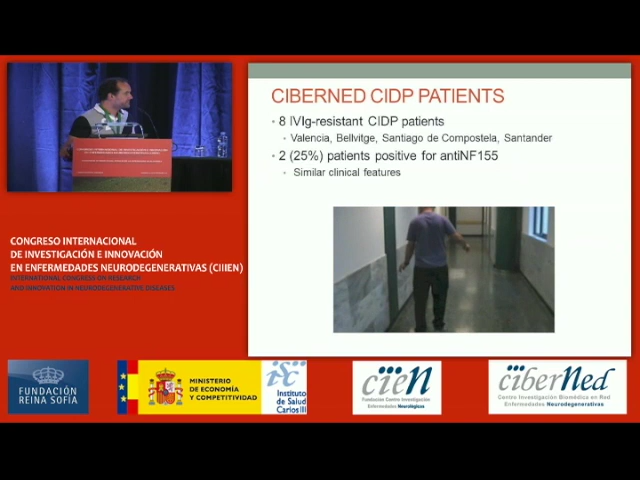 CIBERNED CIDP PATIENTS
• 8 IVIg-resistant CIDP patients
• Valencia, Bellvitge, Santiago de Compostela, Santander
• 2 (25%) patients positive for antiNF155
• Similar clinical features
CONGRESO INTERNACIONAL
DE INVESTIGACIÓN E INNOVACIÓN
EN ENFERMEDADES NEURODEGENERATIVAS (CIIIEN)
INTERNATIONAL CONGRESS ON RESEARCH
AND INNOVATION IN NEURODEGENERATIVE DISEASES
FUNDACIÓN
REINA SOFÍA
MINISTERIO
DE ECONOMÍA
Y COMPETITIVIDAD
isc
Instituto
de Salud
Carlos III
cien
Fundación Centro Investigación
Enfermedades Neurológicas
ciberNed
Centro Investigación Biomédica en Red
Enfermedades Neurodegenerativas